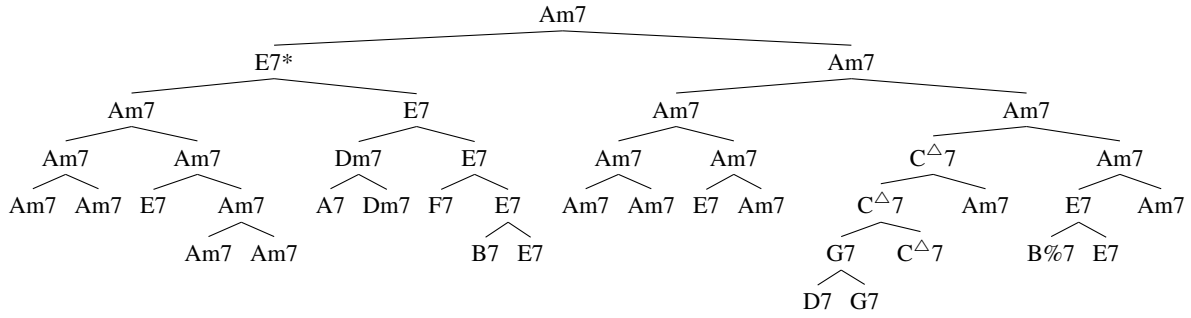 Am7
E7* Am7
Am7 E7 Am7 Am7
Am7 Am7 Dm7 E7 Am7 Am7 C△7 Am7
Am7 Am7 E7 Am7 A7 Dm7 F7 E7 Am7 Am7 E7 Am7 C△7 Am7 E7 Am7
Am7 Am7 B7 E7 G7 C△7 B%7 E7
D7 G7